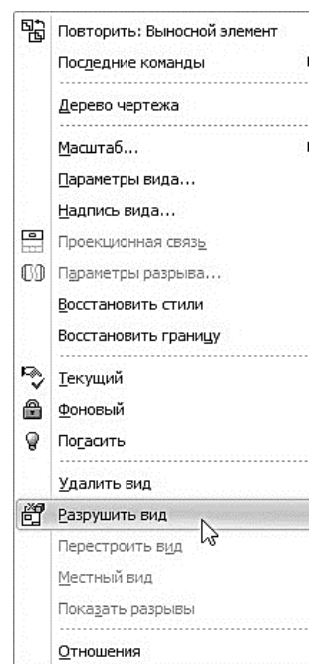 Повторить: Выносной элемент
Последние команды
Дерево чертежа
Масштаб...
Параметры вида...
Надпись вида...
Проекционная связь
Параметры разрыва...
Восстановить стили
Восстановить границу
Текущий
Фоновый
Погасить
Удалить вид
Разрушить вид
Перестроить вид
Местный вид
Показать разрывы
Отношения